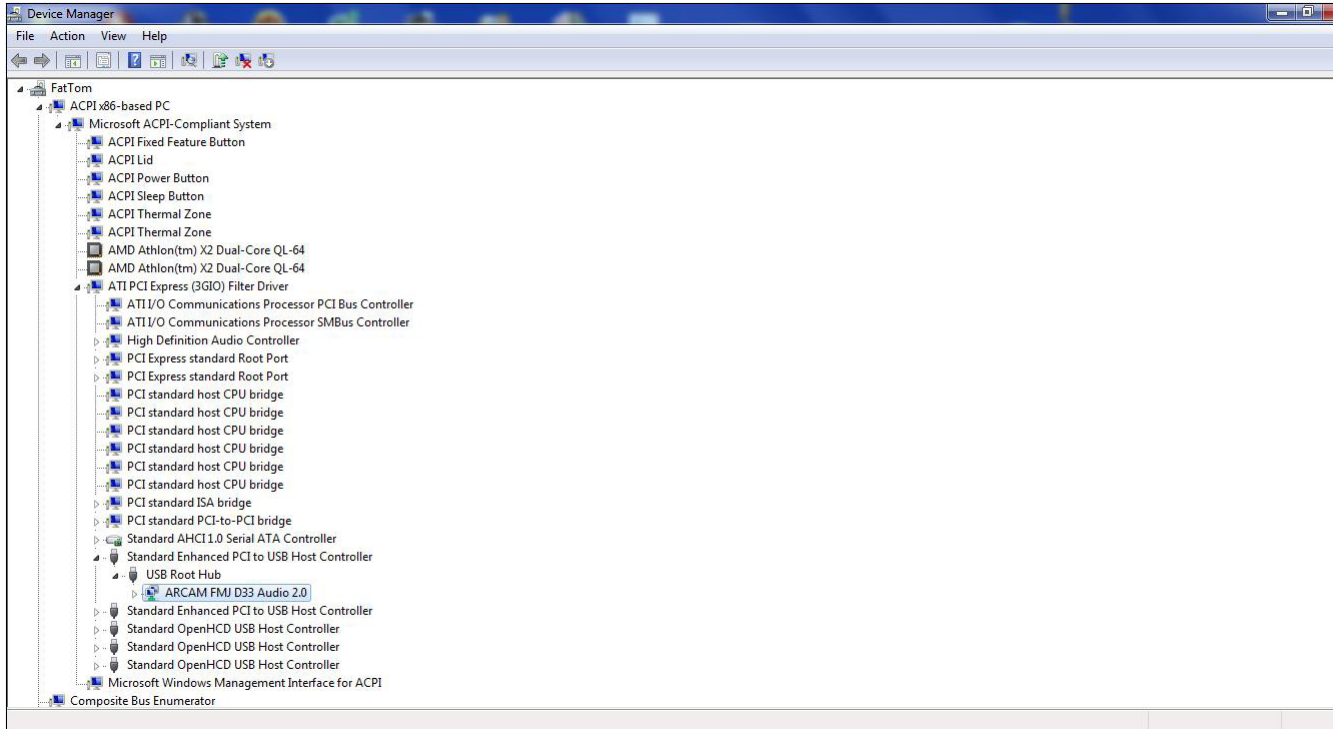 Device Manager
File Action View Help
FatTom
ACPI x86-based PC
Microsoft ACPI-Compliant System
ACPI Fixed Feature Button
ACPI Lid
ACPI Power Button
ACPI Sleep Button
ACPI Thermal Zone
ACPI Thermal Zone
AMD Athlon(tm) X2 Dual-Core QL-64
AMD Athlon(tm) X2 Dual-Core QL-64
ATI PCI Express (3GIO) Filter Driver
ATI I/O Communications Processor PCI Bus Controller
ATI I/O Communications Processor SMBus Controller
High Definition Audio Controller
PCI Express standard Root Port
PCI Express standard Root Port
PCI standard host CPU bridge
PCI standard host CPU bridge
PCI standard host CPU bridge
PCI standard host CPU bridge
PCI standard host CPU bridge
PCI standard host CPU bridge
PCI standard ISA bridge
PCI standard PCI-to-PCI bridge
Standard AHCI 1.0 Serial ATA Controller
Standard Enhanced PCI to USB Host Controller
USB Root Hub
ARCAM FMJ D33 Audio 2.0
Standard Enhanced PCI to USB Host Controller
Standard OpenHCD USB Host Controller
Standard OpenHCD USB Host Controller
Standard OpenHCD USB Host Controller
Microsoft Windows Management Interface for ACPI
Composite Bus Enumerator